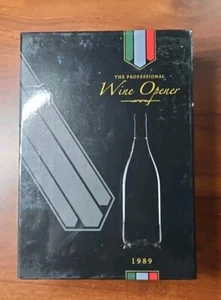 THE PROFESSIONAL
Wine Opener
1989